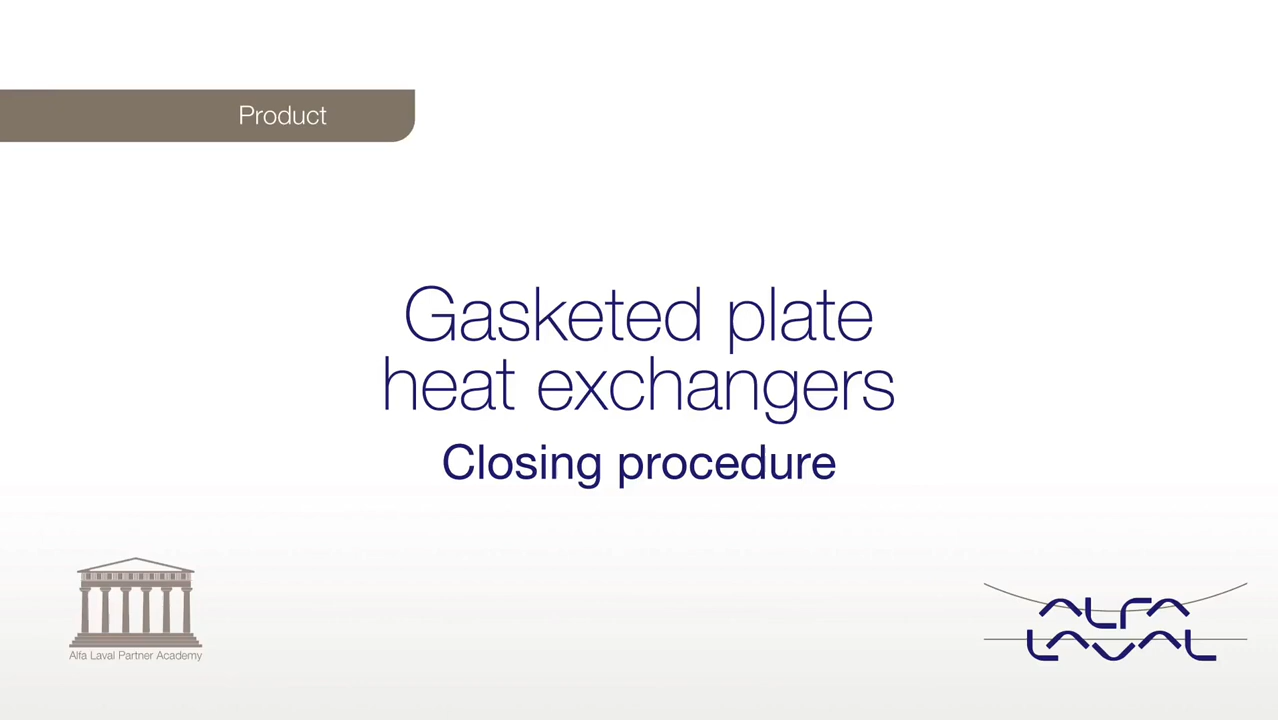 Product
Gasketed plate
heat exchangers
Closing procedure
Alfa Laval Partner Academy
ALFA
LAVAL